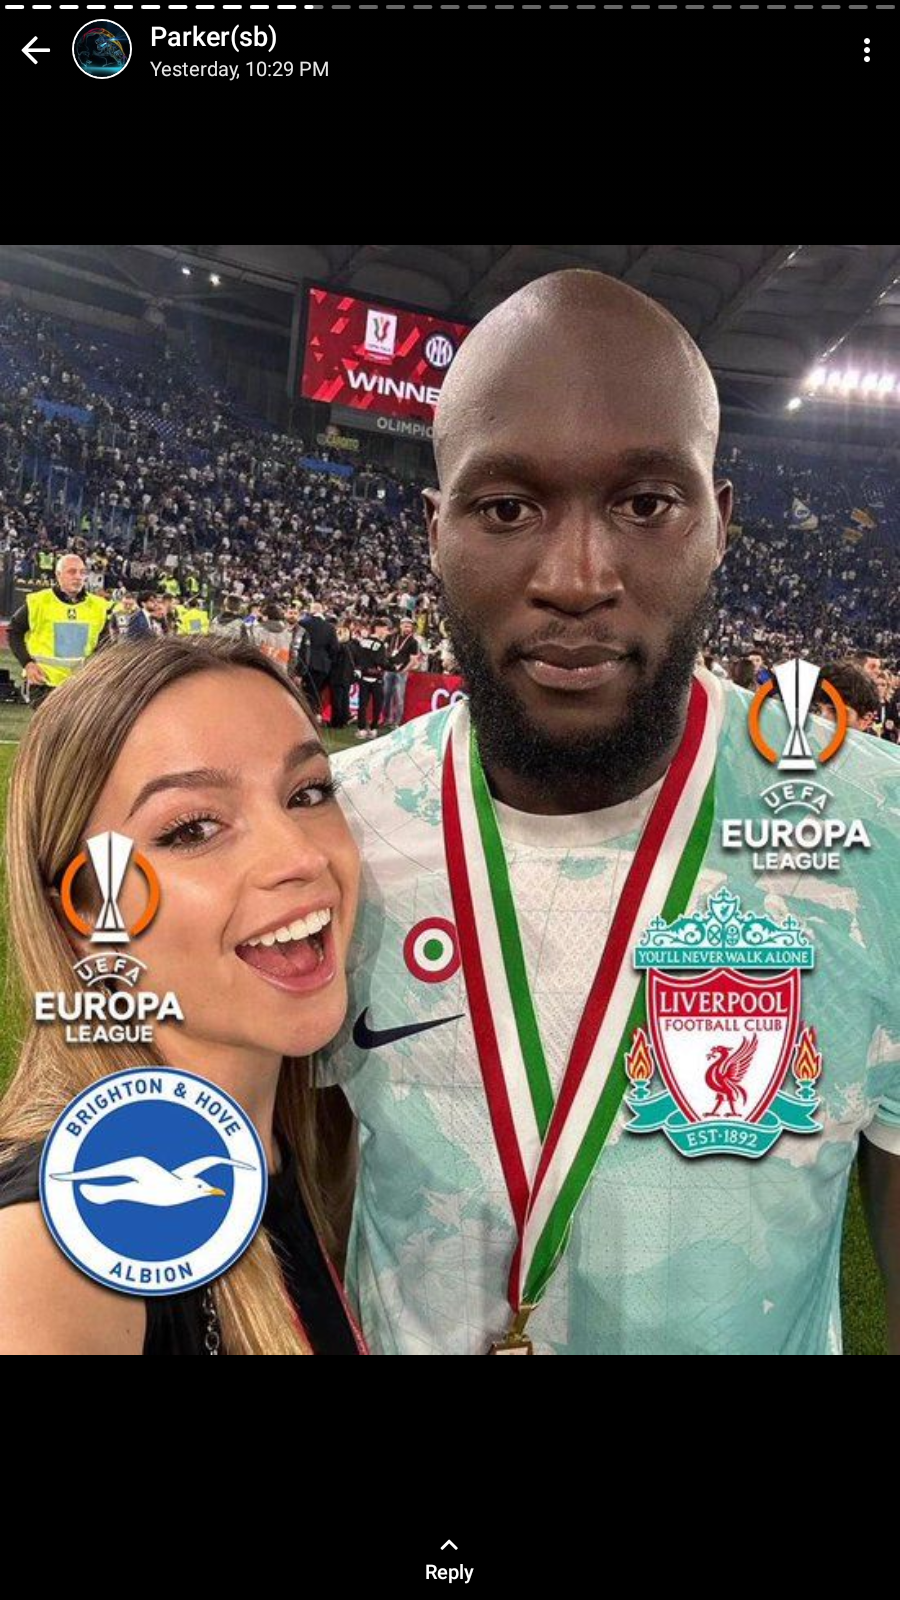 Parker(sb)
Yesterday, 10:29 PM
WINNE
OLIMPIC
CO
UEFA
EUROPA
LEAGUE
YOU'LL NEVER WALK ALONE
LIVERPOOL
FOOTBALL CLUB
EST·1892
UEFA
EUROPA
LEAGUE
BRIGHTON & HOVE
ALBION
Reply